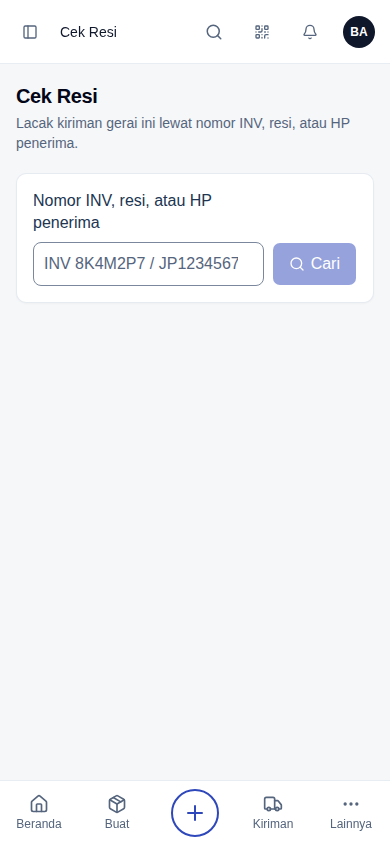 Cek Resi
BA
Cek Resi
Lacak kiriman gerai ini lewat nomor INV, resi, atau HP
penerima.
Nomor INV, resi, atau HP
penerima
INV 8K4M2P7 / JP1234567
Cari
Beranda
Buat
Kiriman
Lainnya